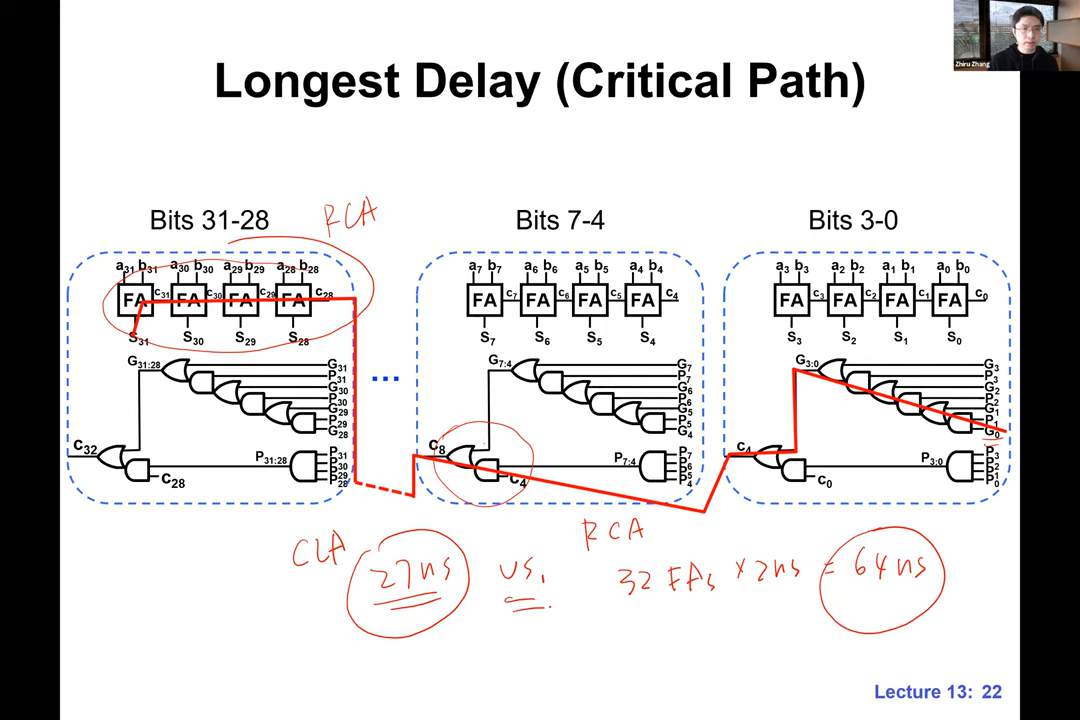 Zhiru Zhang
Longest Delay (Critical Path)
Bits 31-28
RCA
Bits 7-4
Bits 3-0
a31 b31 a30 b30 a29 b29 a28 b28
a7 b7 a6 b6 a5 b5 a4 b4
a3 b3 a2 b2 a1 b1 a0 b0
FA c31 FA c30 FA c29 FA c28
FA c7 FA c6 FA c5 FA c4
FA c3 FA c2 FA c1 FA c0
S31 S30 S29 S28
S7 S6 S5 S4
S3 S2 S1 S0
G31:28
G31
P31
G30
P30
G29
P29
G28
C32
P31:28
P31
P30
P29
P28
C28
...
G7:4
G7
P7
G6
P6
G5
P5
G4
C8
P7:4
P7
P6
P5
P4
C4
G3:0
G3
P3
G2
P2
G1
P1
G0
C4
P3:0
P3
P2
P1
P0
C0
CLA
27ns vs.
RCA
32 FAs × 2ns = 64ns
Lecture 13: 22